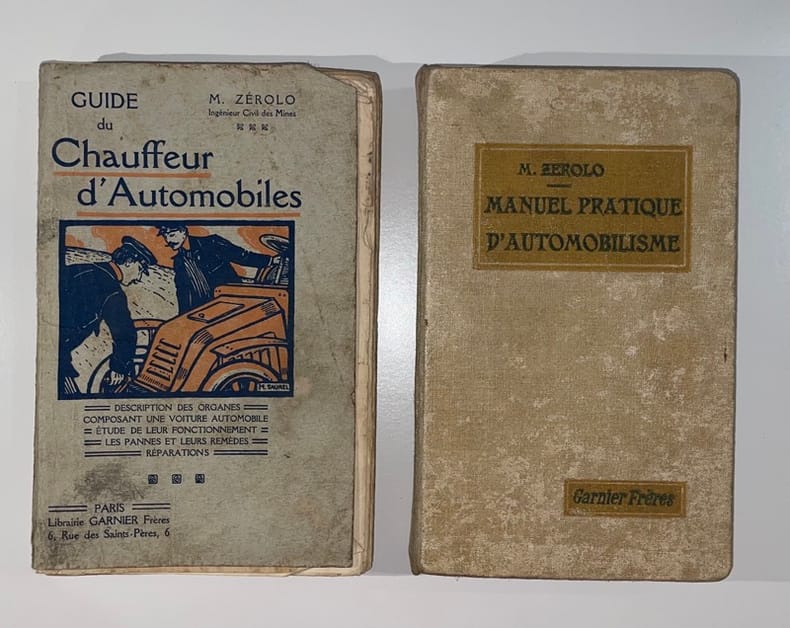 GUIDE
du
M. ZÉROLO
Ingénieur Civil des Mines
Chauffeur
d'Automobiles
H. SAUREL
DESCRIPTION DES ORGANES
COMPOSANT UNE VOITURE AUTOMOBILE
ÉTUDE DE LEUR FONCTIONNEMENT
LES PANNES ET LEURS REMÈDES
RÉPARATIONS
PARIS
Librairie GARNIER Frères
6, Rue des Saints-Pères, 6
M. ZEROLO
MANUEL PRATIQUE
D'AUTOMOBILISME
Garnier Frères